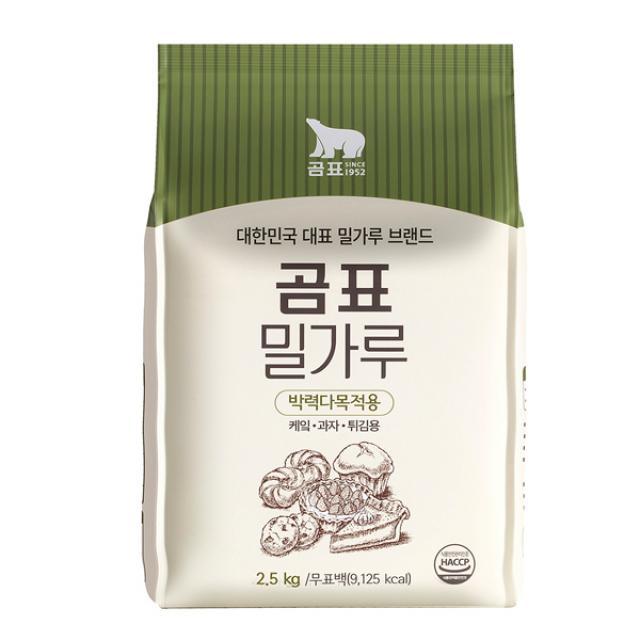 곰표 SINCE 1952
대한민국 대표 밀가루 브랜드
곰표
밀가루
박력다목적용
케잌•과자•튀김용
2.5 kg /무표백(9,125 kcal)
HACCP